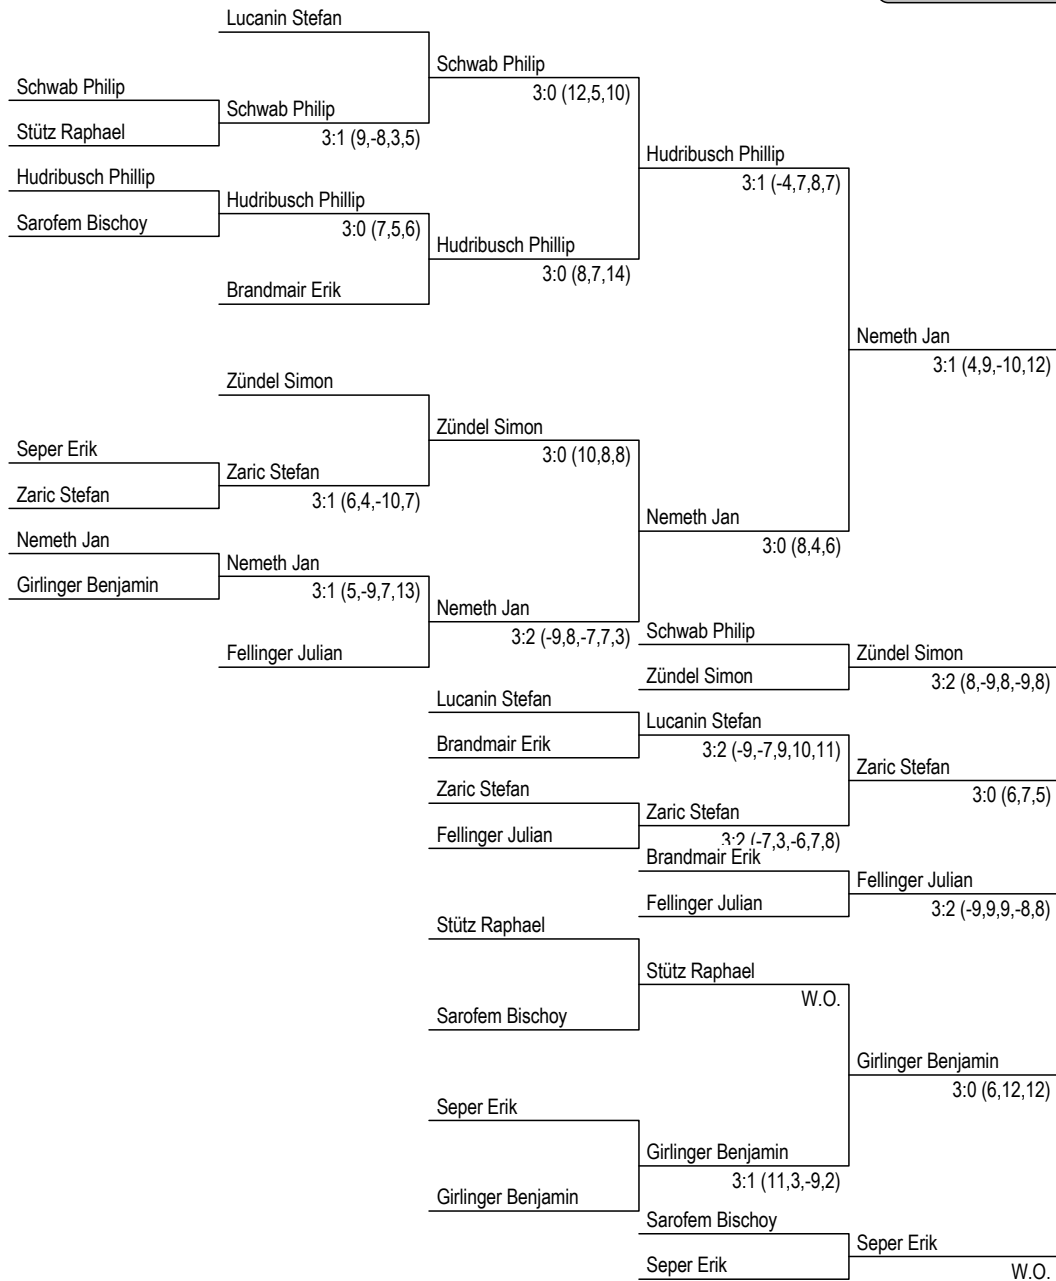 Lucanin Stefan
Schwab Philip
3:0 (12,5,10)
Schwab Philip
Schwab Philip
3:1 (9,-8,3,5)
Stütz Raphael
Hudribusch Phillip
3:1 (-4,7,8,7)
Hudribusch Phillip
Hudribusch Phillip
3:0 (7,5,6)
Sarofem Bischoy
Hudribusch Phillip
3:0 (8,7,14)
Brandmair Erik
Nemeth Jan
3:1 (4,9,-10,12)
Zündel Simon
Zündel Simon
3:0 (10,8,8)
Seper Erik
Zaric Stefan
3:1 (6,4,-10,7)
Zaric Stefan
Nemeth Jan
3:0 (8,4,6)
Nemeth Jan
Nemeth Jan
3:1 (5,-9,7,13)
Girlinger Benjamin
Nemeth Jan
3:2 (-9,8,-7,7,3)
Fellinger Julian
Schwab Philip
Zündel Simon
3:2 (8,-9,8,-9,8)
Zündel Simon
Lucanin Stefan
Lucanin Stefan
3:2 (-9,-7,9,10,11)
Brandmair Erik
Zaric Stefan
3:0 (6,7,5)
Zaric Stefan
Zaric Stefan
3:2 (-7,3,-6,7,8)
Fellinger Julian
Brandmair Erik
Fellinger Julian
3:2 (-9,9,9,-8,8)
Fellinger Julian
Stütz Raphael
Stütz Raphael
W.O.
Sarofem Bischoy
Girlinger Benjamin
3:0 (6,12,12)
Seper Erik
Girlinger Benjamin
3:1 (11,3,-9,2)
Girlinger Benjamin
Sarofem Bischoy
Seper Erik
W.O.
Seper Erik